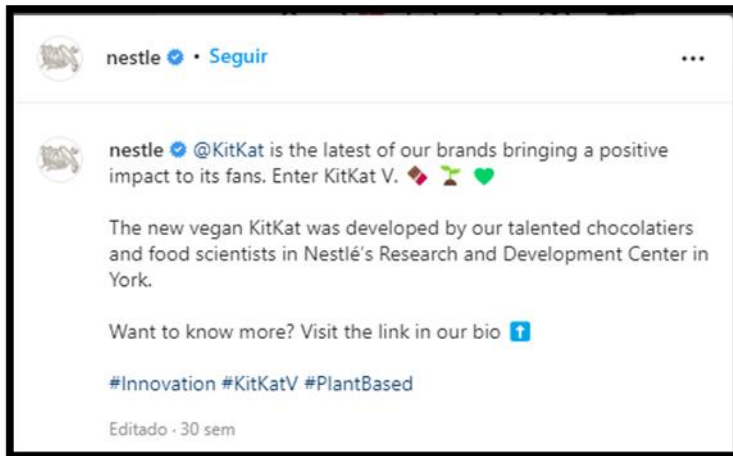 nestle • Seguir
nestle @KitKat is the latest of our brands bringing a positive
impact to its fans. Enter KitKat V. 🍫 🌱 💚
The new vegan KitKat was developed by our talented chocolatiers
and food scientists in Nestlé's Research and Development Center in
York.
Want to know more? Visit the link in our bio ⬆️
#Innovation #KitKatV #PlantBased
Editado · 30 sem